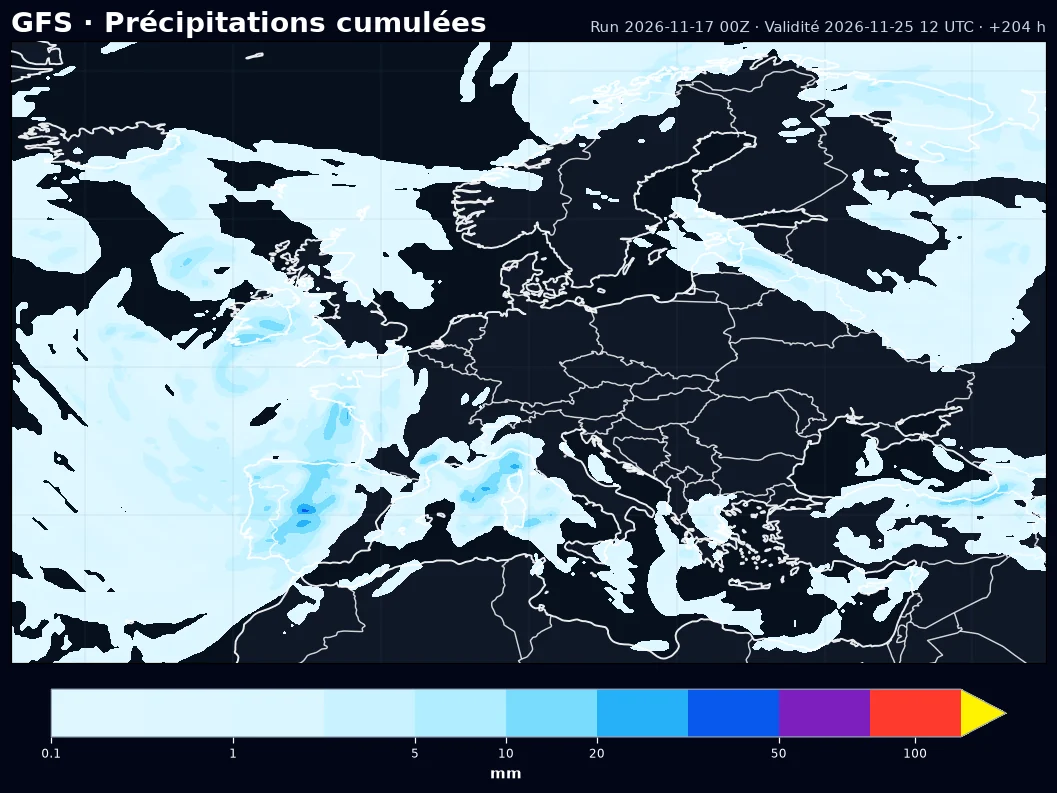 GFS · Précipitations cumulées
Run 2026-11-17 00Z · Validité 2026-11-25 12 UTC · +204 h
0.1 1 5 10 20 50 100
mm